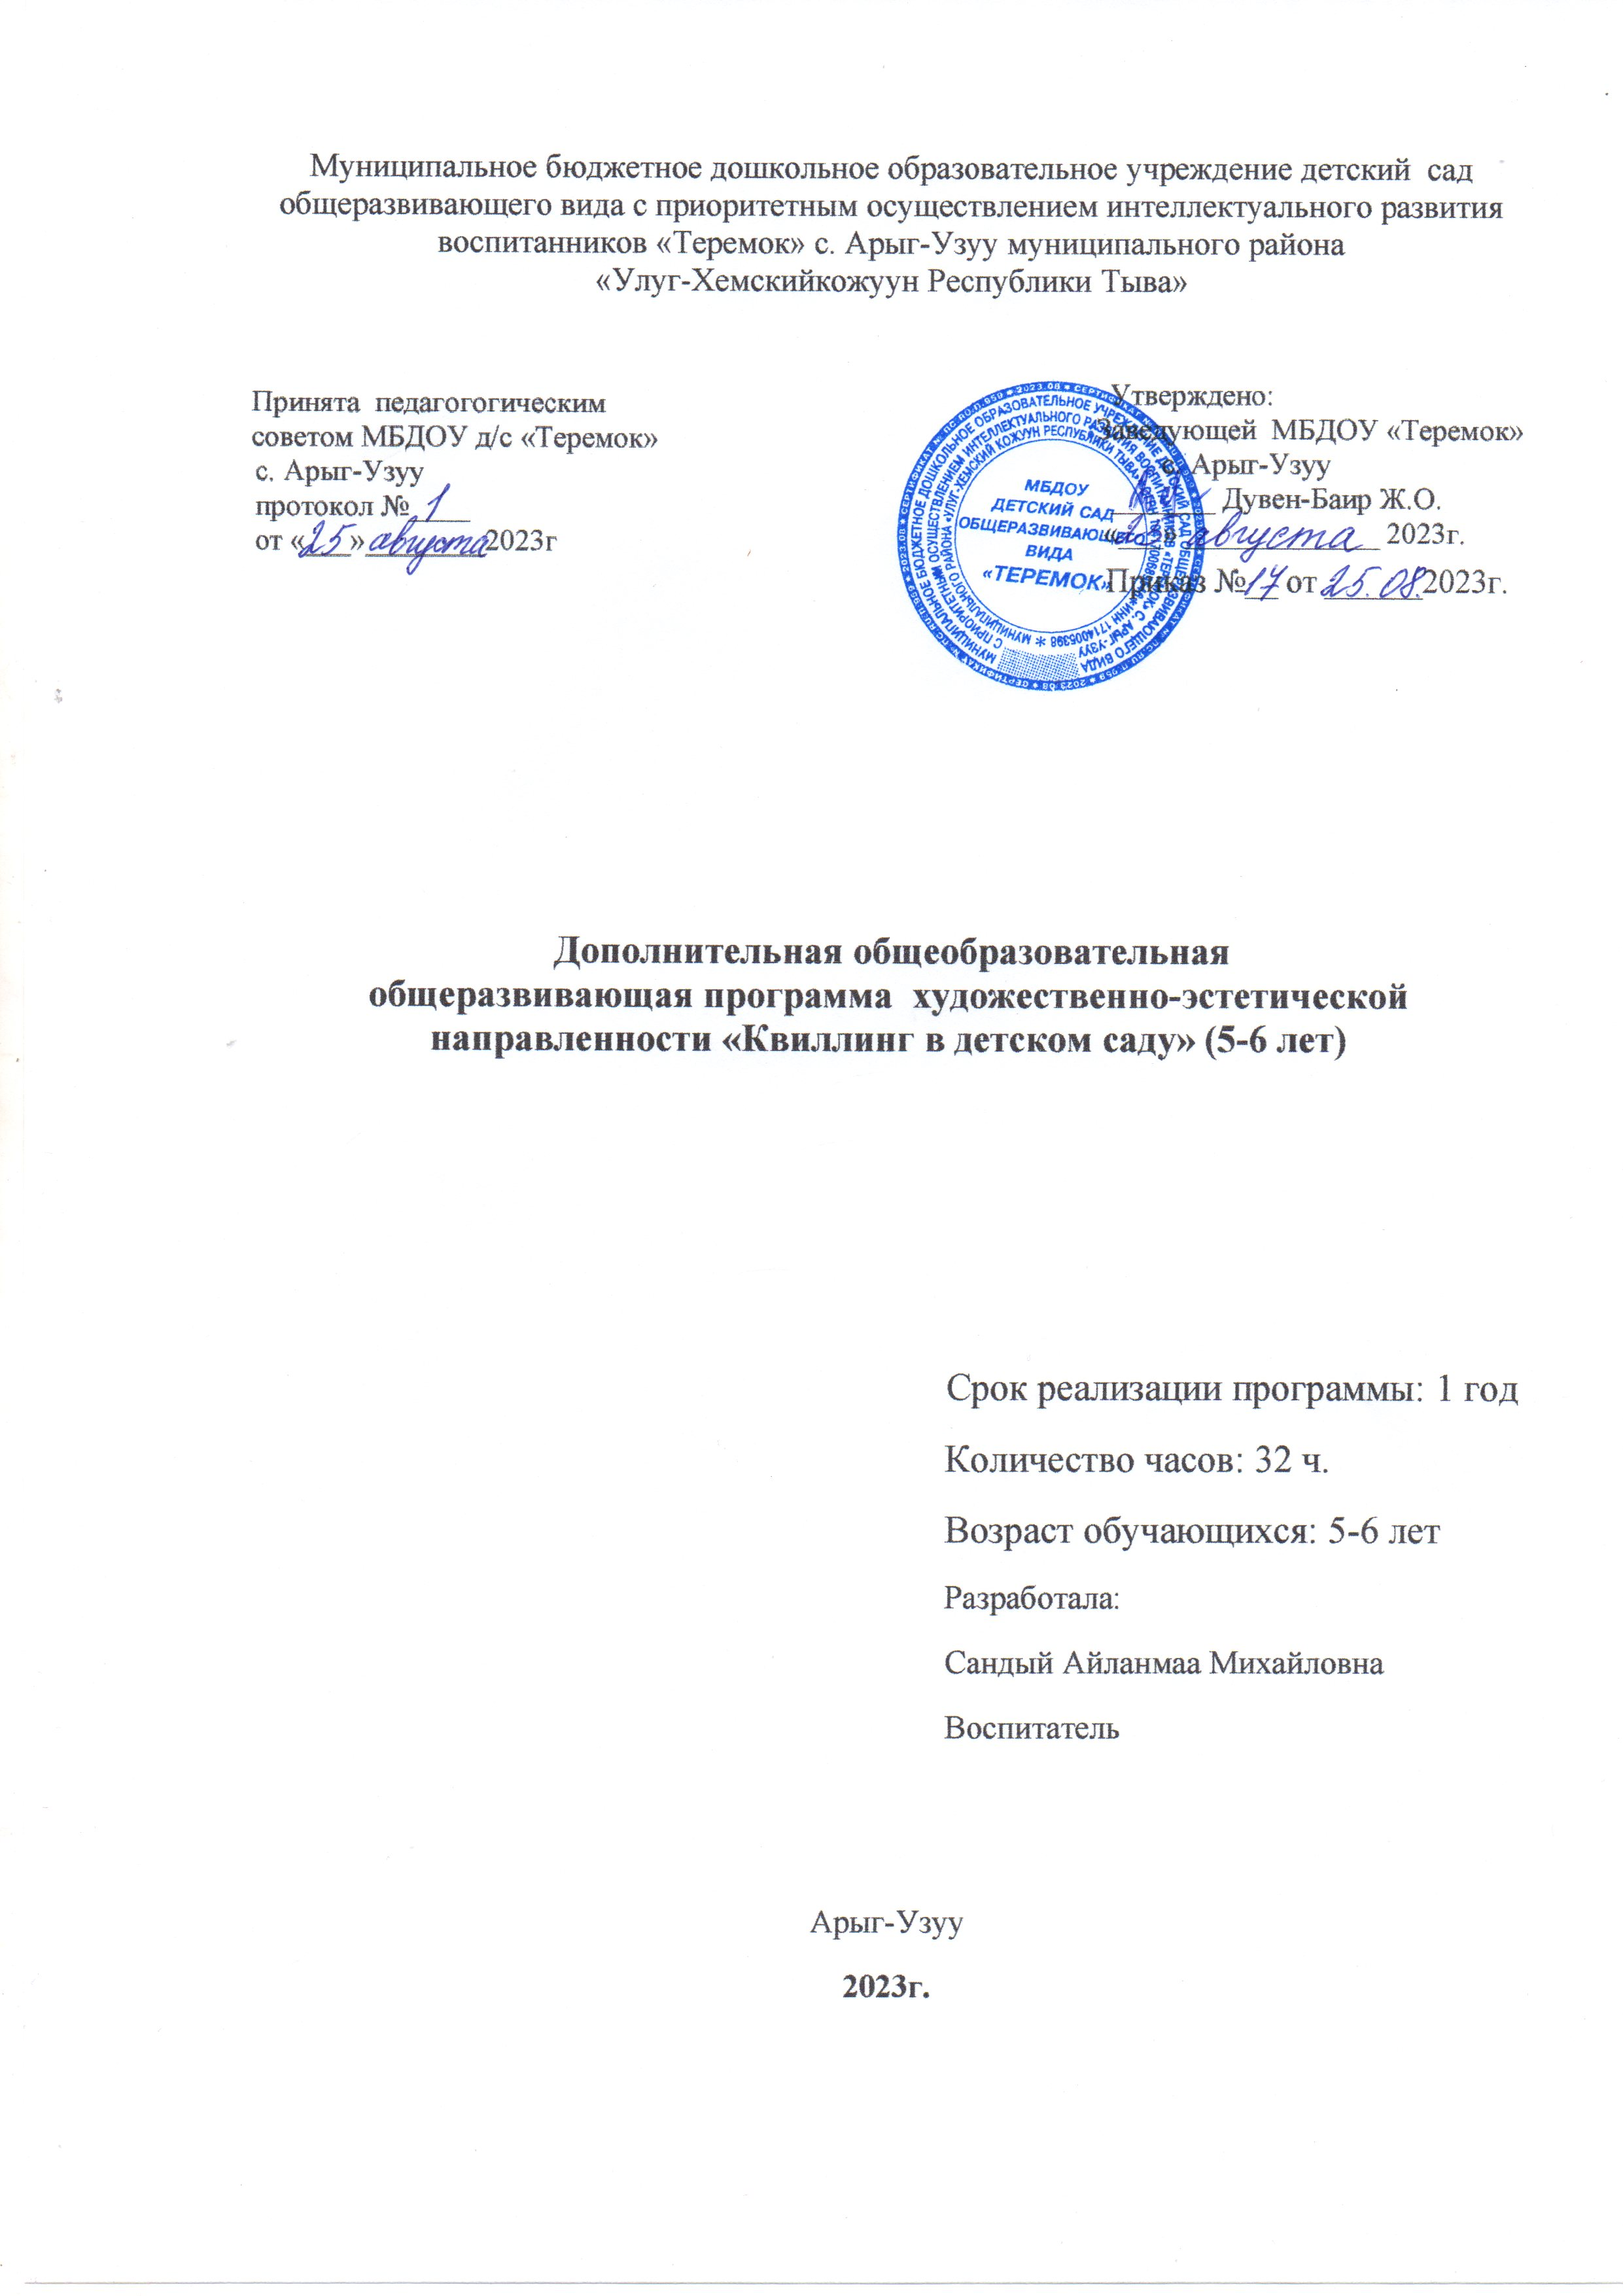 Муниципальное бюджетное дошкольное образовательное учреждение детский сад
общеразвивающего вида с приоритетным осуществлением интеллектуального развития
воспитанников «Теремок» с. Арыг-Узуу муниципального района
«Улуг-Хемскийкожуун Республики Тыва»
Принята педагогогическим
советом МБДОУ д/с «Теремок»
с. Арыг-Узуу
протокол № 1
от «25» августа 2023г
Утверждено:
Заведующей МБДОУ «Теремок»
с. Арыг-Узуу
Дувен-Баир Ж.О.
«25» августа 2023г.
Приказ №17 от 25.08.2023г.
МБДОУ
ДЕТСКИЙ САД
ОБЩЕРАЗВИВАЮЩЕГО
ВИДА
«ТЕРЕМОК»
Дополнительная общеобразовательная
общеразвивающая программа художественно-эстетической
направленности «Квиллинг в детском саду» (5-6 лет)
Срок реализации программы: 1 год
Количество часов: 32 ч.
Возраст обучающихся: 5-6 лет
Разработала:
Сандый Айланмаа Михайловна
Воспитатель
Арыг-Узуу
2023г.